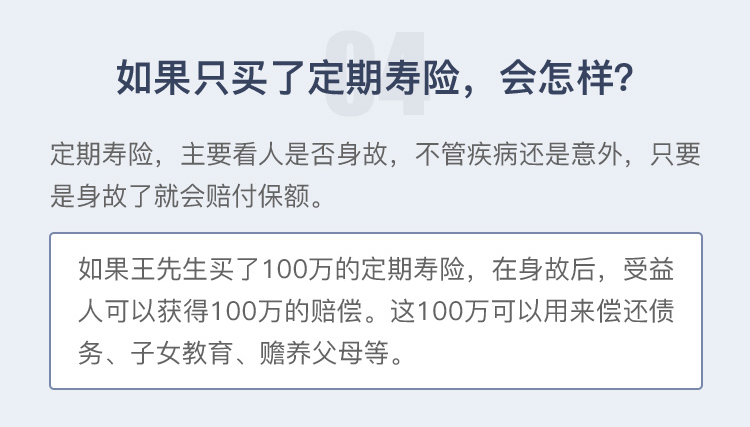 04
如果只买了定期寿险，会怎样？
定期寿险，主要看人是否身故，不管疾病还是意外，只要
是身故了就会赔付保额。
如果王先生买了100万的定期寿险，在身故后，受益
人可以获得100万的赔偿。这100万可以用来偿还债
务、子女教育、赡养父母等。